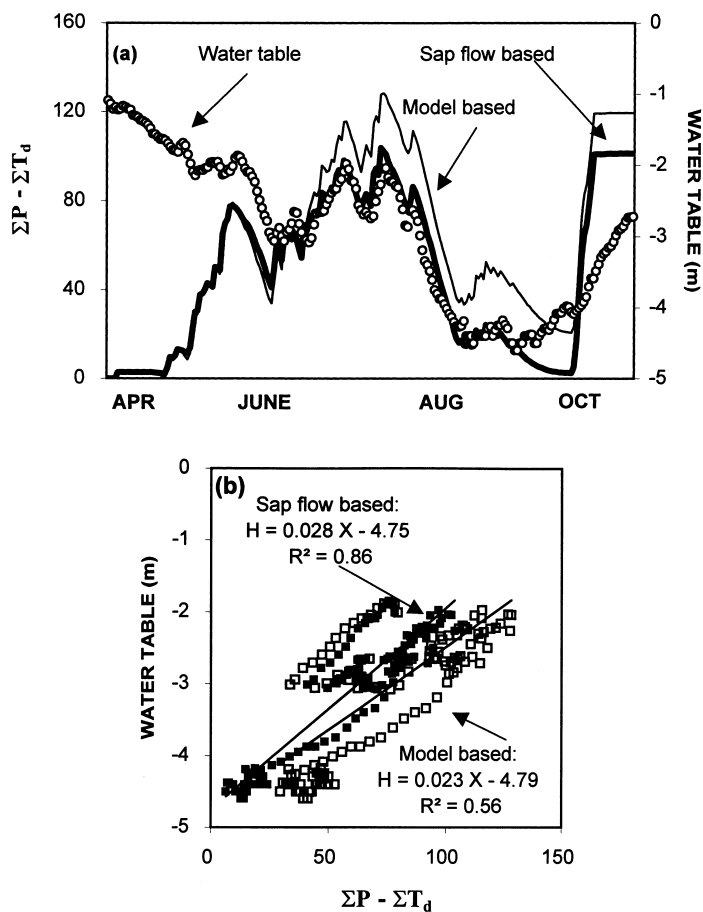 160
120
80
40
0
ΣP - ΣT_d
(a)
Water table
Sap flow based
Model based
0
-1
-2
-3
-4
-5
WATER TABLE (m)
APR JUNE AUG OCT
(b)
Sap flow based:
H = 0.028 X - 4.75
R² = 0.86
0
-1
-2
-3
-4
-5
WATER TABLE (m)
Model based:
H = 0.023 X - 4.79
R² = 0.56
0 50 100 150
ΣP - ΣT_d